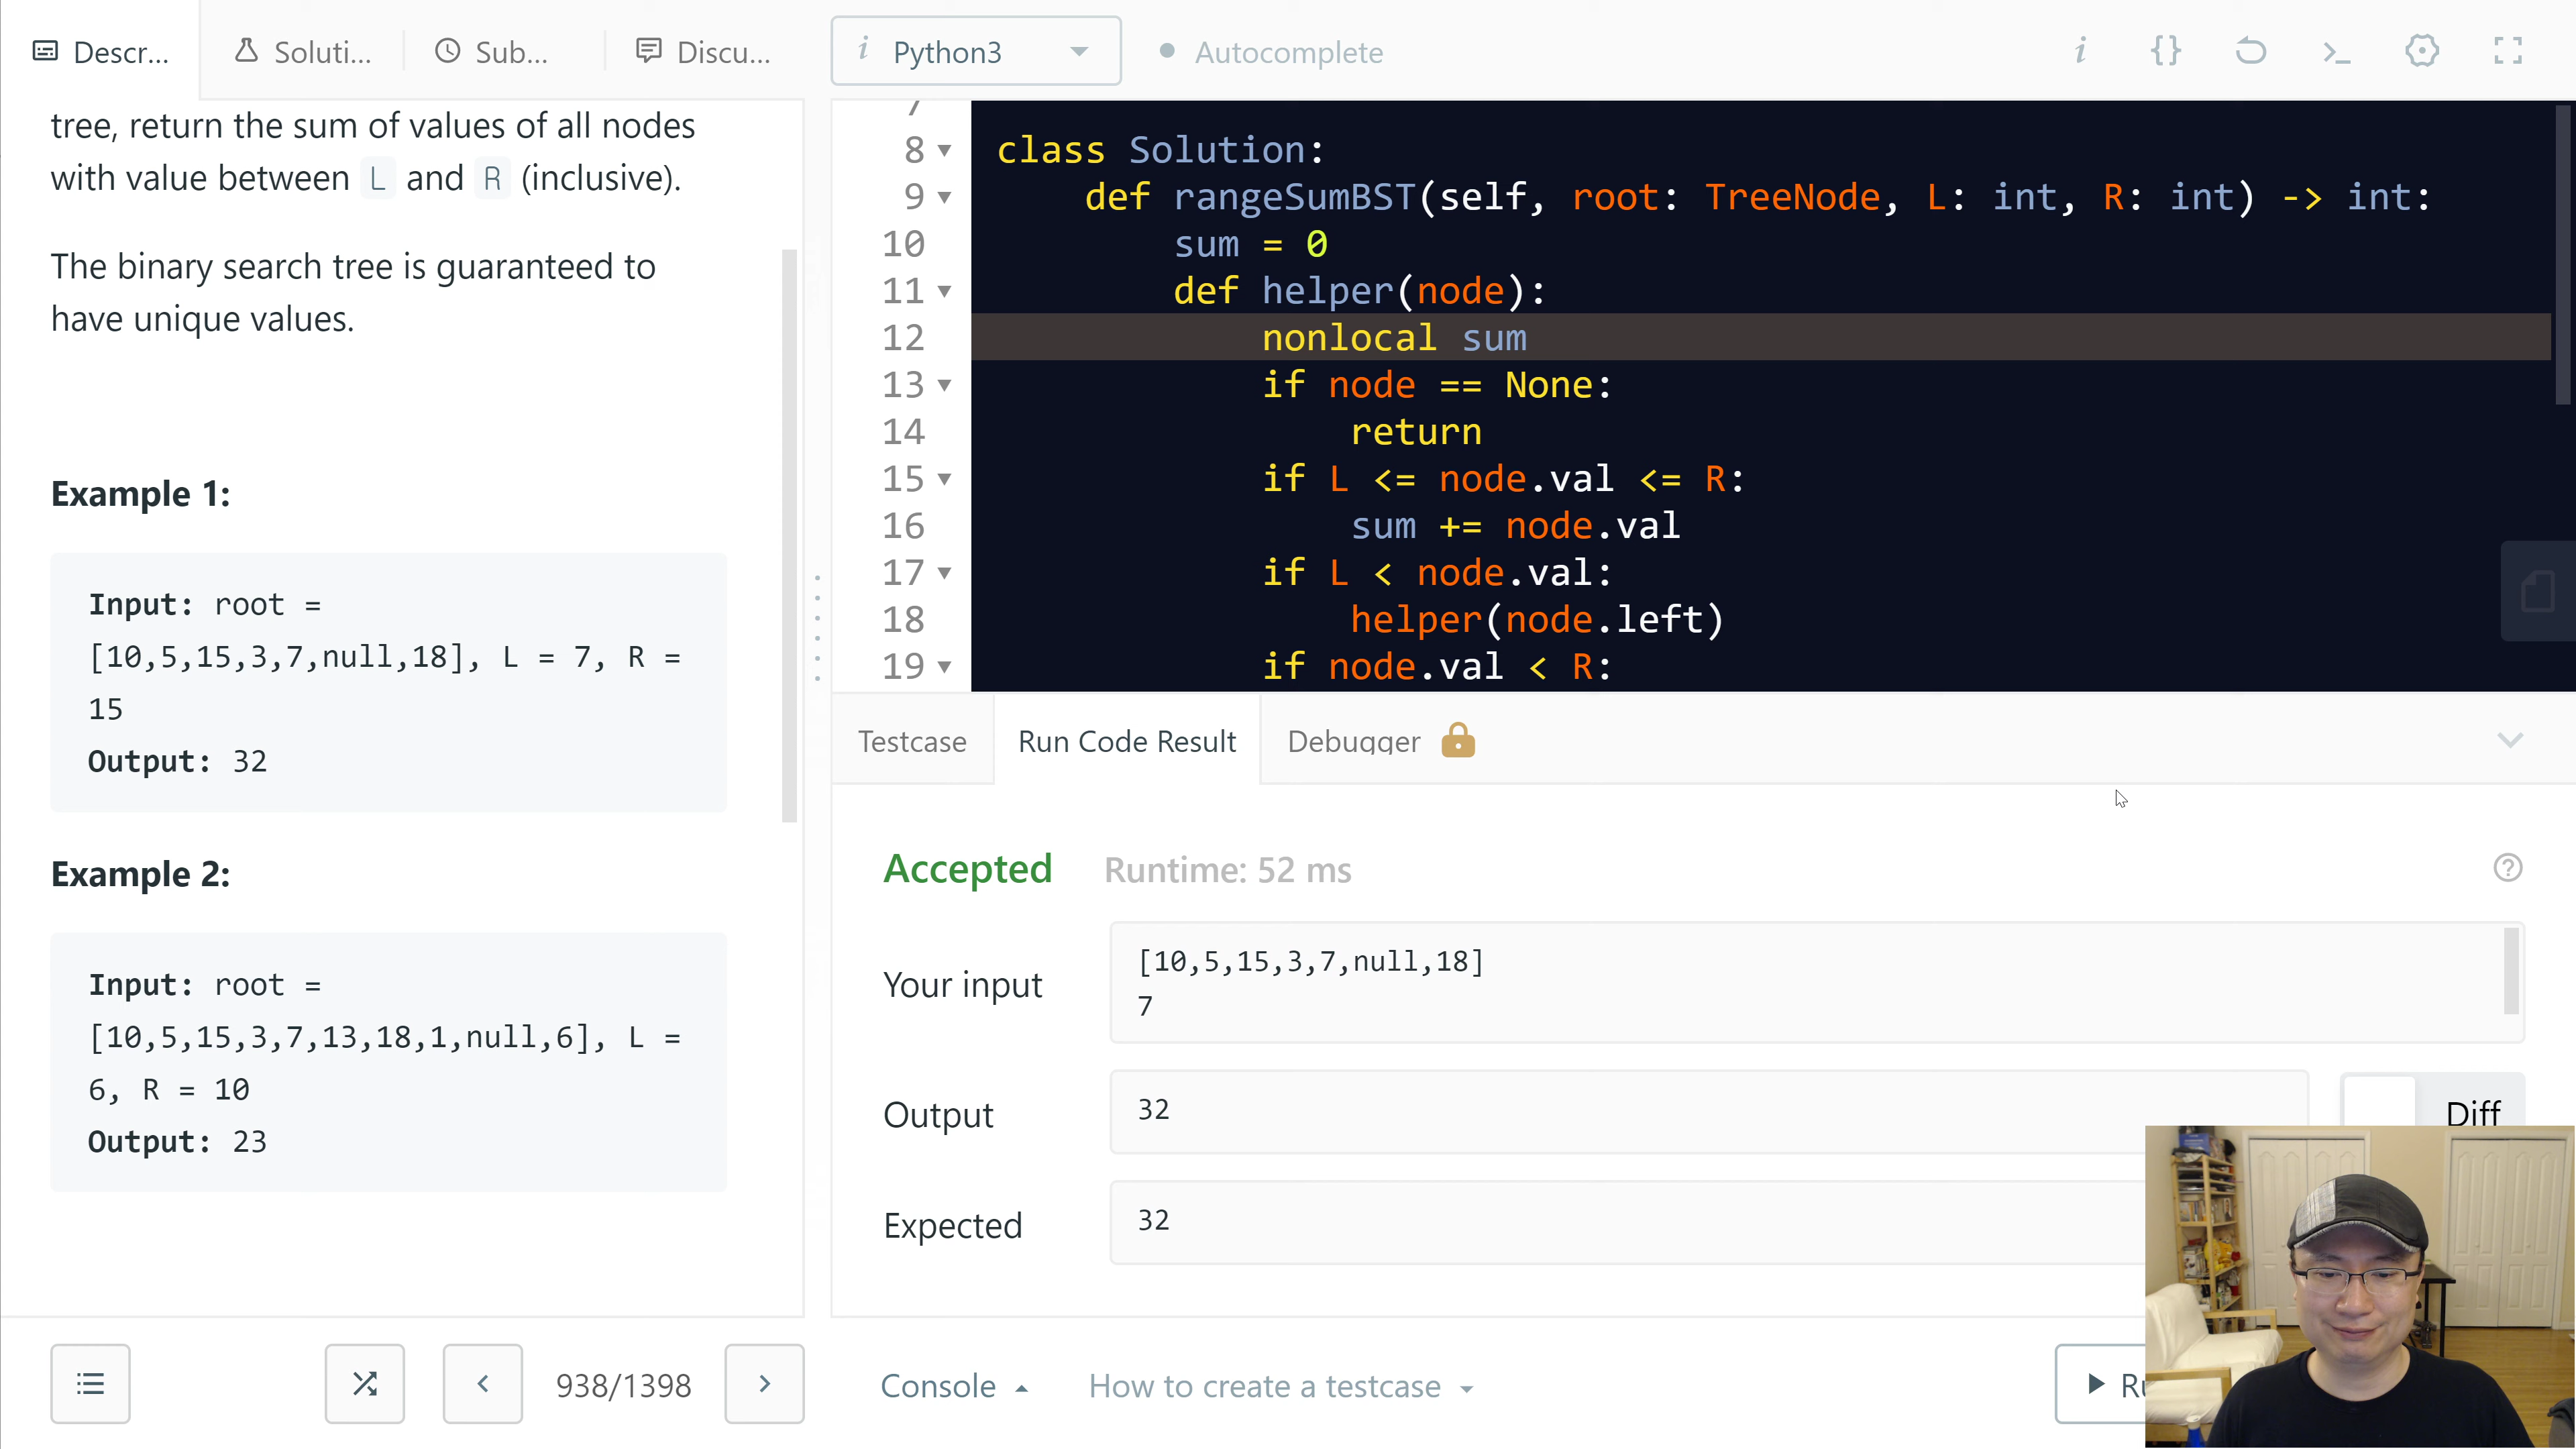 Descr...
Soluti...
Sub...
Discu...
i Python3
Autocomplete
tree, return the sum of values of all nodes
with value between L and R (inclusive).
The binary search tree is guaranteed to
have unique values.
Example 1:
Input: root =
[10,5,15,3,7,null,18], L = 7, R =
15
Output: 32
Example 2:
Input: root =
[10,5,15,3,7,13,18,1,null,6], L =
6, R = 10
Output: 23
938/1398
7
8 class Solution:
9 def rangeSumBST(self, root: TreeNode, L: int, R: int) -> int:
10 sum = 0
11 def helper(node):
12 nonlocal sum
13 if node == None:
14 return
15 if L <= node.val <= R:
16 sum += node.val
17 if L < node.val:
18 helper(node.left)
19 if node.val < R:
Testcase
Run Code Result
Debugger
Accepted Runtime: 52 ms
Your input
[10,5,15,3,7,null,18]
7
Output
32
Diff
Expected
32
Console
How to create a testcase